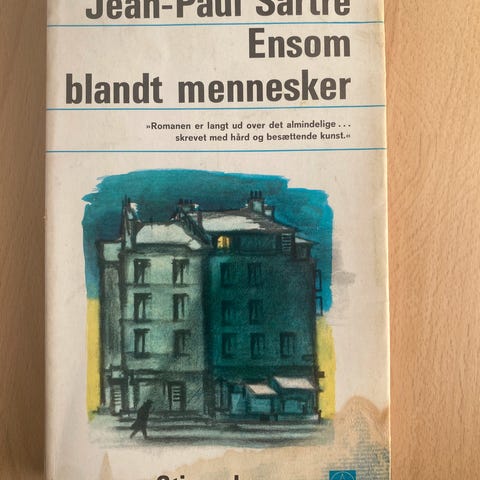 Jean-Paul Sartre
Ensom
blandt mennesker
»Romanen er langt ud over det almindelige...
skrevet med hård og besættende kunst.«